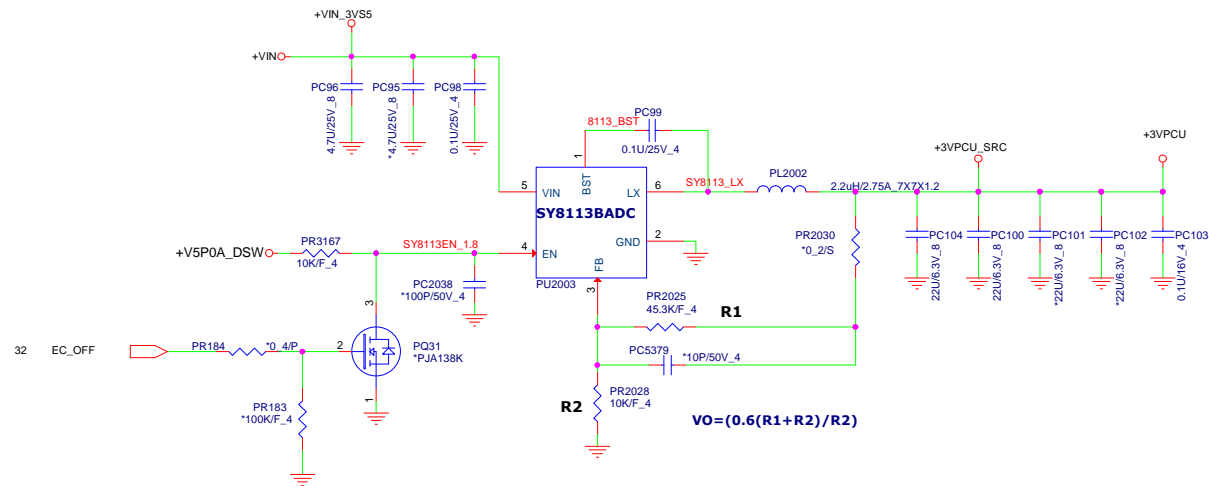 +VIN_3VS5
+VIN
PC96
4.7U/25V_8
PC95
*4.7U/25V_8
PC98
0.1U/25V_4
8113_BST
PC99
0.1U/25V_4
1
BST
5
VIN
LX
6
SY8113_LX
PL2002
2.2uH/2.75A_7X7X1.2
+3VPCU_SRC
+3VPCU
SY8113BADC
+V5P0A_DSW
PR3167
10K/F_4
SY8113EN_1.8
4
EN
GND
2
FB
3
PU2003
PC2038
*100P/50V_4
PR2030
*0_2/S
PC104
22U/6.3V_8
PC100
22U/6.3V_8
PC101
*22U/6.3V_8
PC102
*22U/6.3V_8
PC103
0.1U/16V_4
PR2025
45.3K/F_4
R1
PC5379
*10P/50V_4
32
EC_OFF
PR184
*0_4/P
3
2
1
PQ31
*PJA138K
PR183
*100K/F_4
R2
PR2028
10K/F_4
VO=(0.6(R1+R2)/R2)